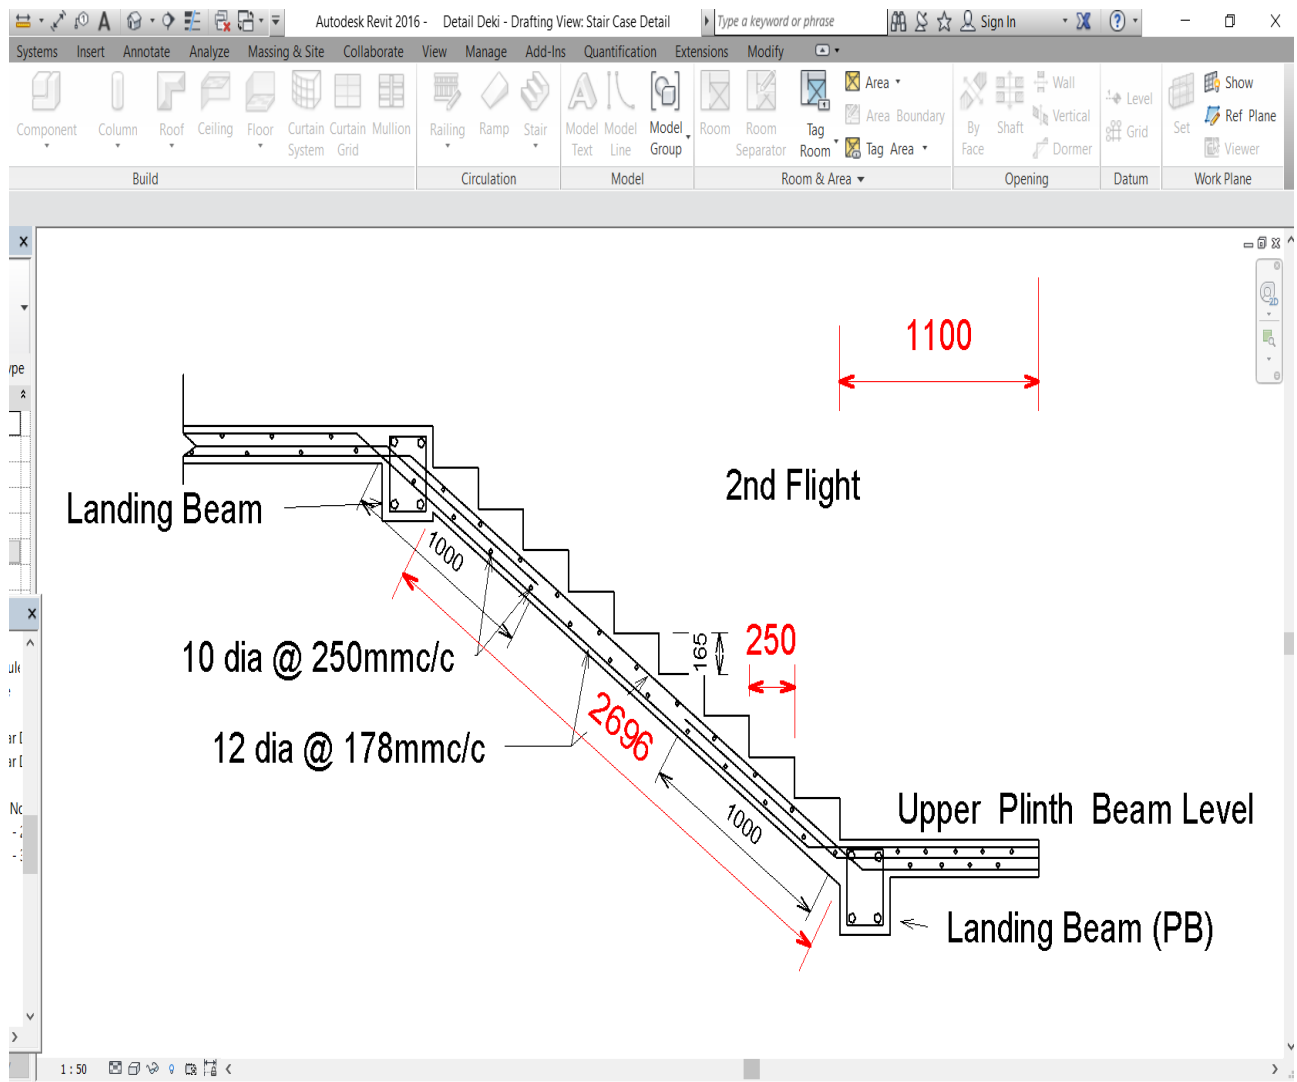 Autodesk Revit 2016 - Detail Deki - Drafting View: Stair Case Detail
Type a keyword or phrase
Sign In
Systems Insert Annotate Analyze Massing & Site Collaborate View Manage Add-Ins Quantification Extensions Modify
Component Column Roof Ceiling Floor Curtain System Curtain Grid Mullion
Railing Ramp Stair
Model Text Model Line Model Group
Room Room Separator Tag Room
Area
Area Boundary
Tag Area
By Face Shaft Wall
Vertical
Dormer
Level
Grid
Set Show
Ref Plane
Viewer
Build Circulation Model Room & Area Opening Datum Work Plane
1100
2nd Flight
Landing Beam
1000
10 dia @ 250mmc/c
165
250
12 dia @ 178mmc/c
2696
1000
Upper Plinth Beam Level
Landing Beam (PB)
1 : 50
2D